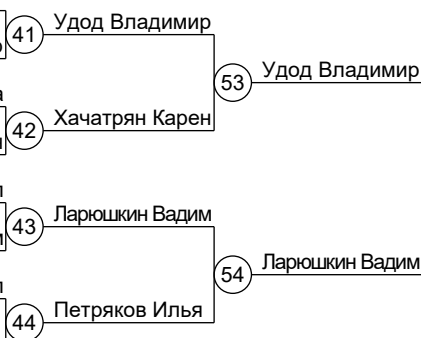 41
Удод Владимир
53
Удод Владимир
42
Хачатрян Карен
43
Ларюшкин Вадим
54
Ларюшкин Вадим
44
Петряков Илья